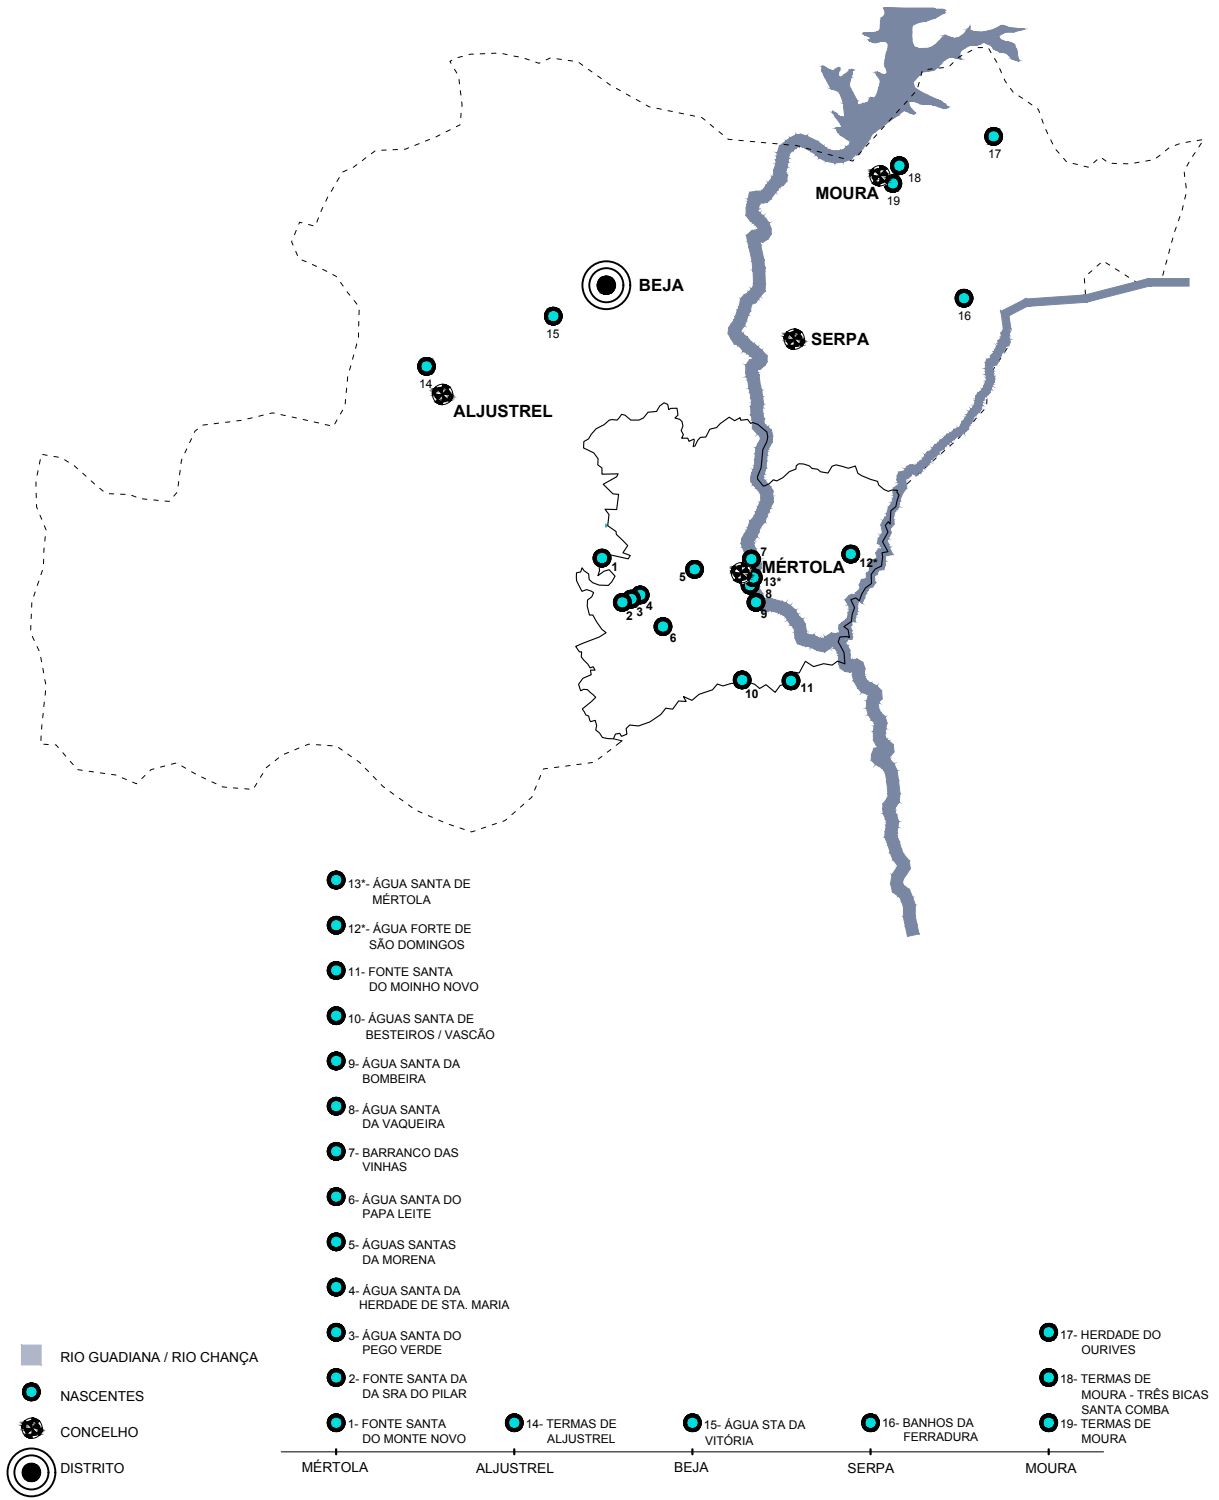 17
18
MOURA
19
BEJA
16
15
SERPA
14
ALJUSTREL
7
1
MÉRTOLA
12*
5
13*
4
8
3
2
9
6
10
11
13*- ÁGUA SANTA DE
MÉRTOLA
12*- ÁGUA FORTE DE
SÃO DOMINGOS
11- FONTE SANTA
DO MOINHO NOVO
10- ÁGUAS SANTA DE
BESTEIROS / VASCÃO
9- ÁGUA SANTA DA
BOMBEIRA
8- ÁGUA SANTA
DA VAQUEIRA
7- BARRANCO DAS
VINHAS
6- ÁGUA SANTA DO
PAPA LEITE
5- ÁGUAS SANTAS
DA MORENA
4- ÁGUA SANTA DA
HERDADE DE STA. MARIA
3- ÁGUA SANTA DO
PEGO VERDE
2- FONTE SANTA DA
DA SRA DO PILAR
1- FONTE SANTA
DO MONTE NOVO
14- TERMAS DE
ALJUSTREL
15- ÁGUA STA DA
VITÓRIA
16- BANHOS DA
FERRADURA
17- HERDADE DO
OURIVES
18- TERMAS DE
MOURA - TRÊS BICAS
SANTA COMBA
19- TERMAS DE
MOURA
MÉRTOLA
ALJUSTREL
BEJA
SERPA
MOURA
RIO GUADIANA / RIO CHANÇA
NASCENTES
CONCELHO
DISTRITO